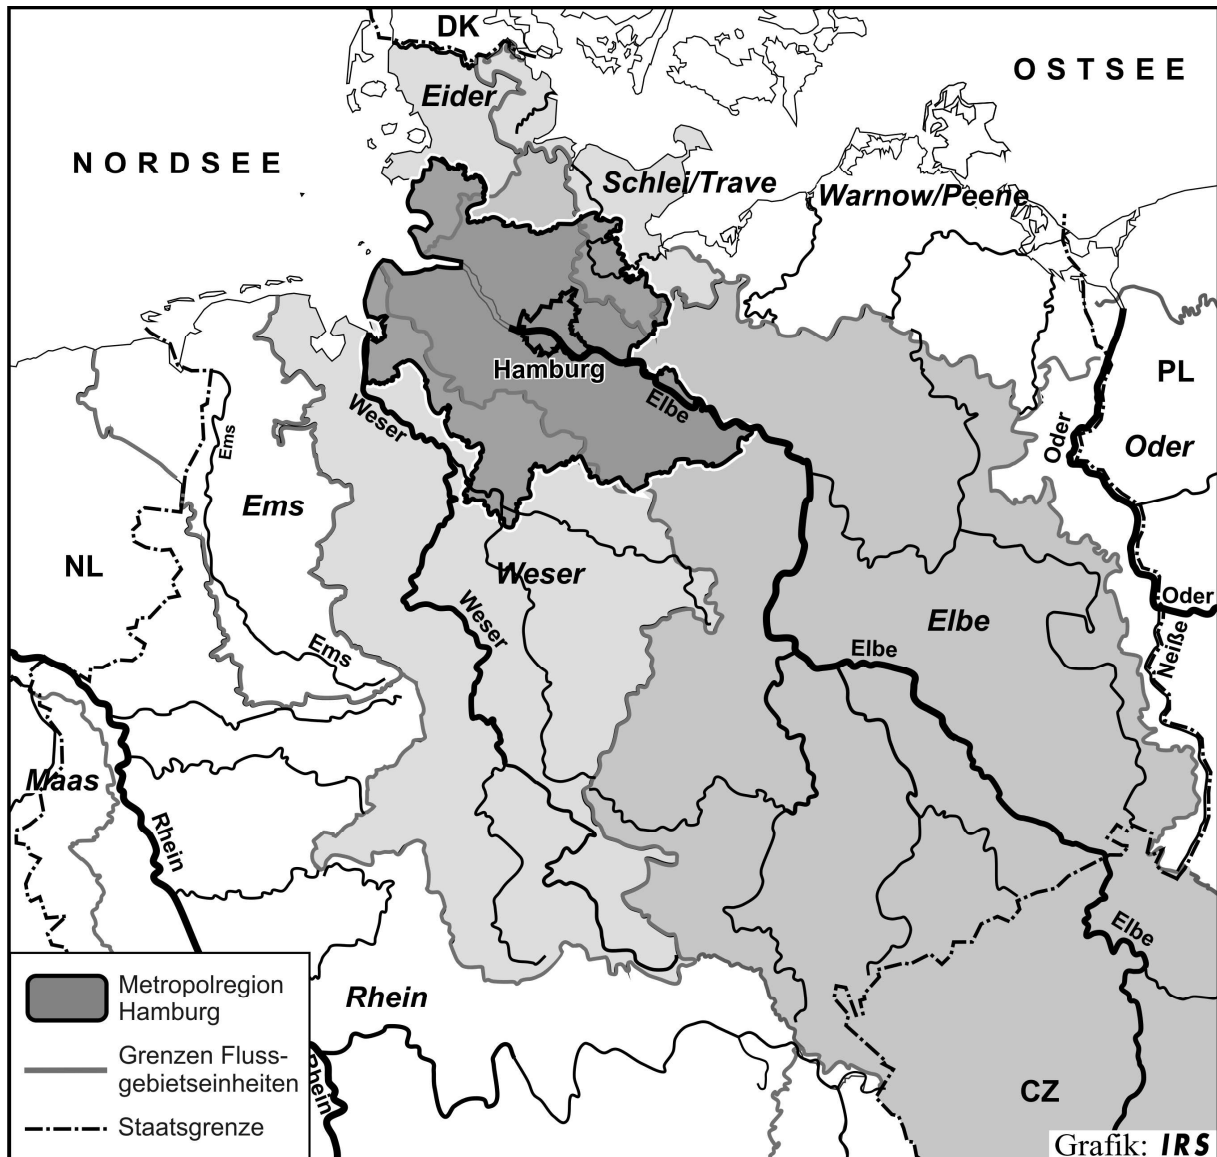 DK
OSTSEE
Eider
NORDSEE
Schlei/Trave
Warnow/Peene
Hamburg
PL
Elbe
Weser
Oder
Ems
Oder
Ems
NL
Weser
Weser
Elbe
Oder
Ems
Elbe
Neiße
Maas
Rhein
Elbe
Rhein
Rhein
CZ
Metropolregion
Hamburg
Grenzen Fluss-
gebietseinheiten
Staatsgrenze
Grafik: IRS